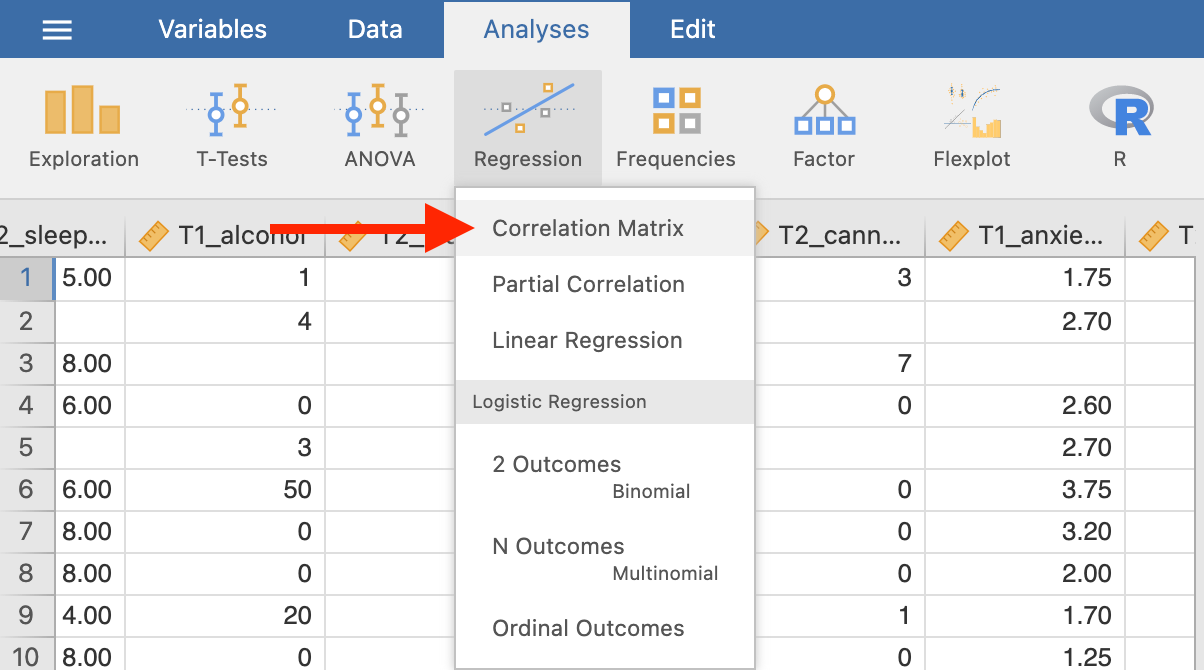 Variables Data Analyses Edit
Exploration T-Tests ANOVA Regression Frequencies Factor Flexplot R
2_sleep... T1_alcohol T2_cann... T1_anxie... T
Correlation Matrix
Partial Correlation
Linear Regression
Logistic Regression
2 Outcomes
Binomial
N Outcomes
Multinomial
Ordinal Outcomes
1 5.00 1 3 1.75
2 4 2.70
3 8.00 7
4 6.00 0 0 2.60
5 3 2.70
6 6.00 50 0 3.75
7 8.00 0 0 3.20
8 8.00 0 0 2.00
9 4.00 20 1 1.70
10 8.00 0 0 1.25